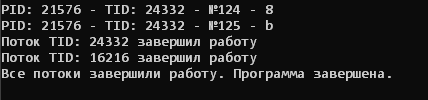 PID: 21576 - TID: 24332 - №124 - 8
PID: 21576 - TID: 24332 - №125 - b
Поток TID: 24332 завершил работу
Поток TID: 16216 завершил работу
Все потоки завершили работу. Программа завершена.